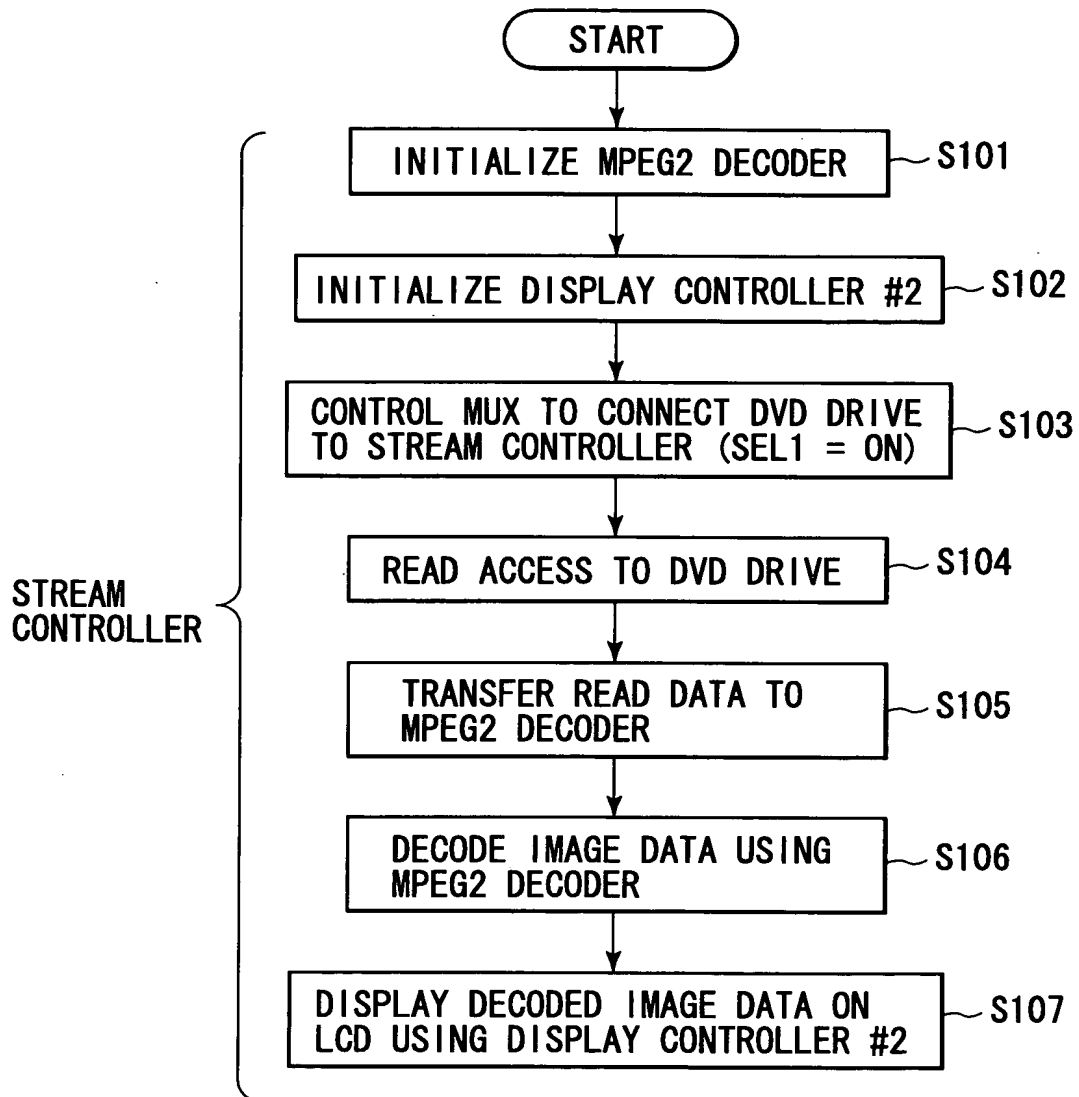 START
INITIALIZE MPEG2 DECODER
S101
INITIALIZE DISPLAY CONTROLLER #2
S102
CONTROL MUX TO CONNECT DVD DRIVE
TO STREAM CONTROLLER (SEL1 = ON)
S103
READ ACCESS TO DVD DRIVE
S104
STREAM
CONTROLLER
TRANSFER READ DATA TO
MPEG2 DECODER
S105
DECODE IMAGE DATA USING
MPEG2 DECODER
S106
DISPLAY DECODED IMAGE DATA ON
LCD USING DISPLAY CONTROLLER #2
S107